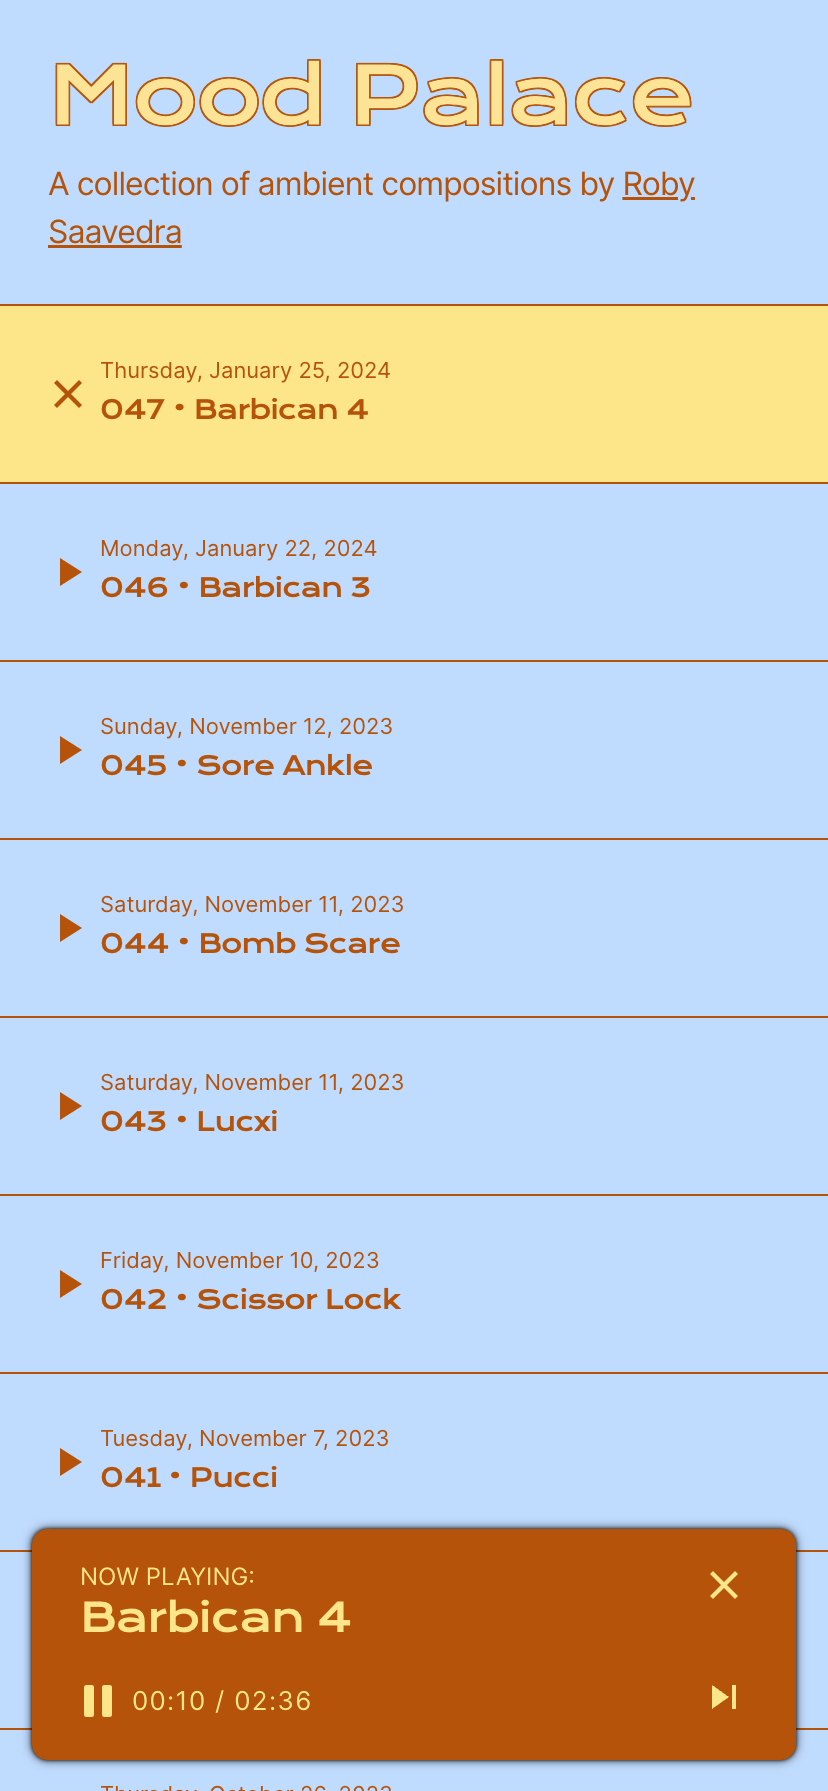 Mood Palace
A collection of ambient compositions by Roby
Saavedra
Thursday, January 25, 2024
047 • Barbican 4
Monday, January 22, 2024
046 • Barbican 3
Sunday, November 12, 2023
045 • Sore Ankle
Saturday, November 11, 2023
044 • Bomb Scare
Saturday, November 11, 2023
043 • Lucxi
Friday, November 10, 2023
042 • Scissor Lock
Tuesday, November 7, 2023
041 • Pucci
NOW PLAYING:
Barbican 4
00:10 / 02:36